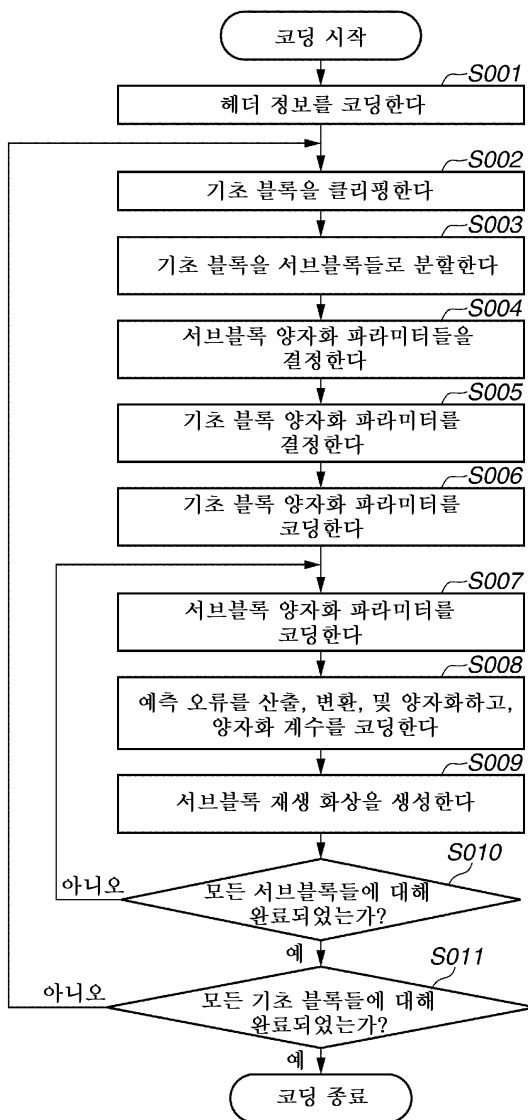 코딩 시작
S001
헤더 정보를 코딩한다
S002
기초 블록을 클리핑한다
S003
기초 블록을 서브블록들로 분할한다
S004
서브블록 양자화 파라미터들을
결정한다
S005
기초 블록 양자화 파라미터를
결정한다
S006
기초 블록 양자화 파라미터를
코딩한다
S007
서브블록 양자화 파라미터를
코딩한다
S008
예측 오류를 산출, 변환, 및 양자화하고,
양자화 계수를 코딩한다
S009
서브블록 재생 화상을 생성한다
S010
아니오
모든 서브블록들에 대해
완료되었는가?
예
S011
아니오
모든 기초 블록들에 대해
완료되었는가?
예
코딩 종료